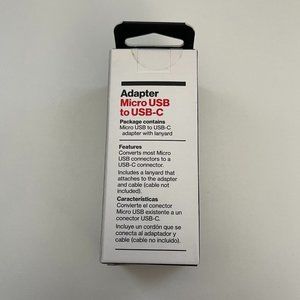 Adapter
Micro USB
to USB-C
Package contains
Micro USB to USB-C
adapter with lanyard
Features
Converts most Micro
USB connectors to a
USB-C connector.
Includes a lanyard that
attaches to the adapter
and cable (cable not
included).
Características
Convierte el conector
Micro USB existente a un
conector USB-C.
Incluye un cordón que se
conecta al adaptador y
cable (cable no incluido).